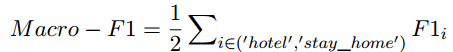 Macro − F1 = 1/2 ∑_{i∈('hotel','stay_home')} F1_i